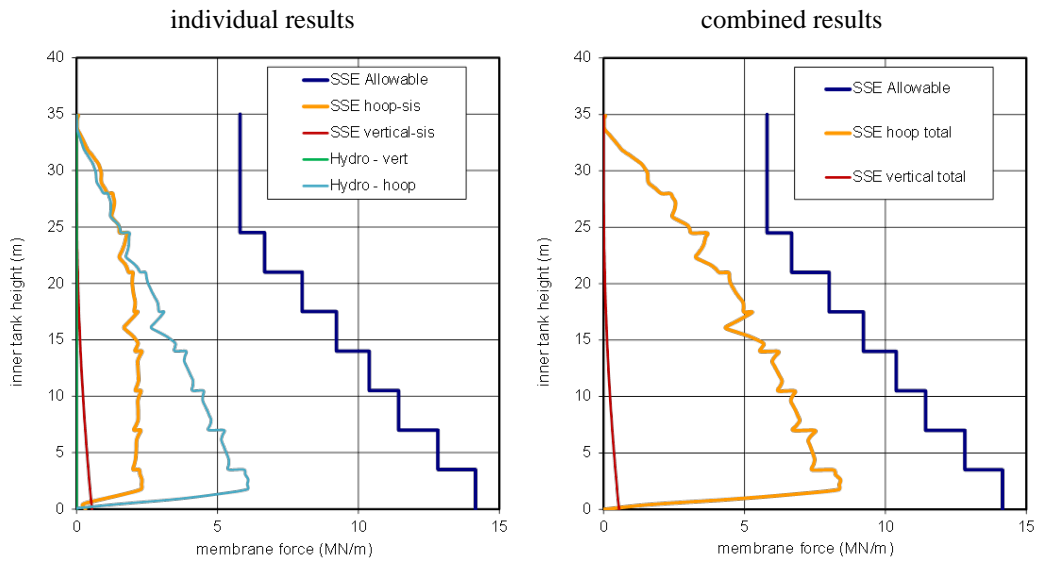 individual results
combined results
40
35
30
25
20
15
10
5
0
inner tank height (m)
SSE Allowable
SSE hoop-sis
SSE vertical-sis
Hydro - vert
Hydro - hoop
0
5
10
15
membrane force (MN/m)
40
35
30
25
20
15
10
5
0
inner tank height (m)
SSE Allowable
SSE hoop total
SSE vertical total
0
5
10
15
membrane force (MN/m)